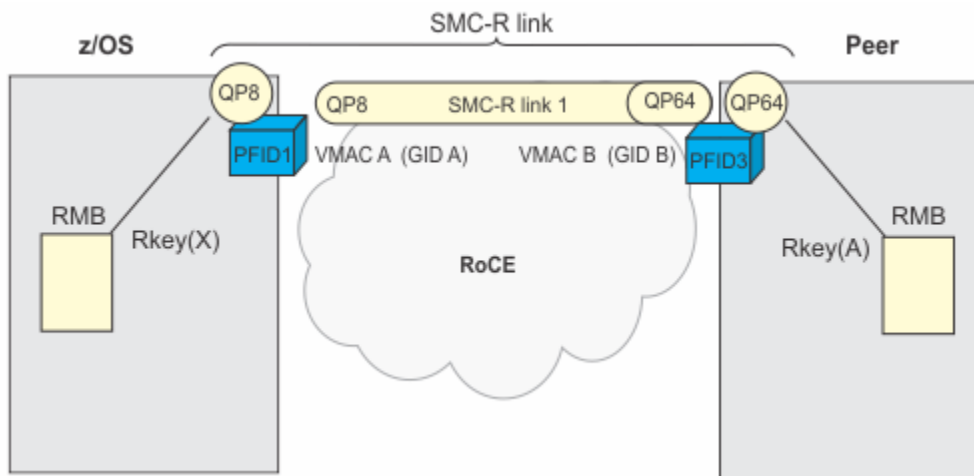 SMC-R link
z/OS
Peer
QP8
QP8
SMC-R link 1
QP64
QP64
PFID1
VMAC A (GID A)
VMAC B (GID B)
PFID3
RMB
Rkey(X)
RoCE
RMB
Rkey(A)